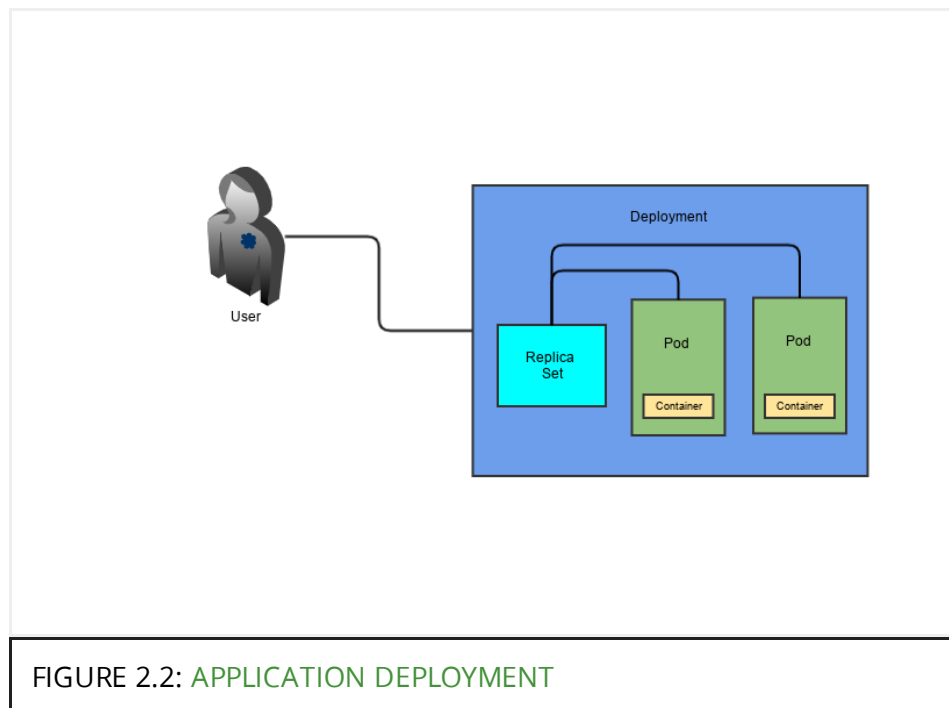 User
Deployment
Replica
Set
Pod
Container
Pod
Container
FIGURE 2.2: APPLICATION DEPLOYMENT